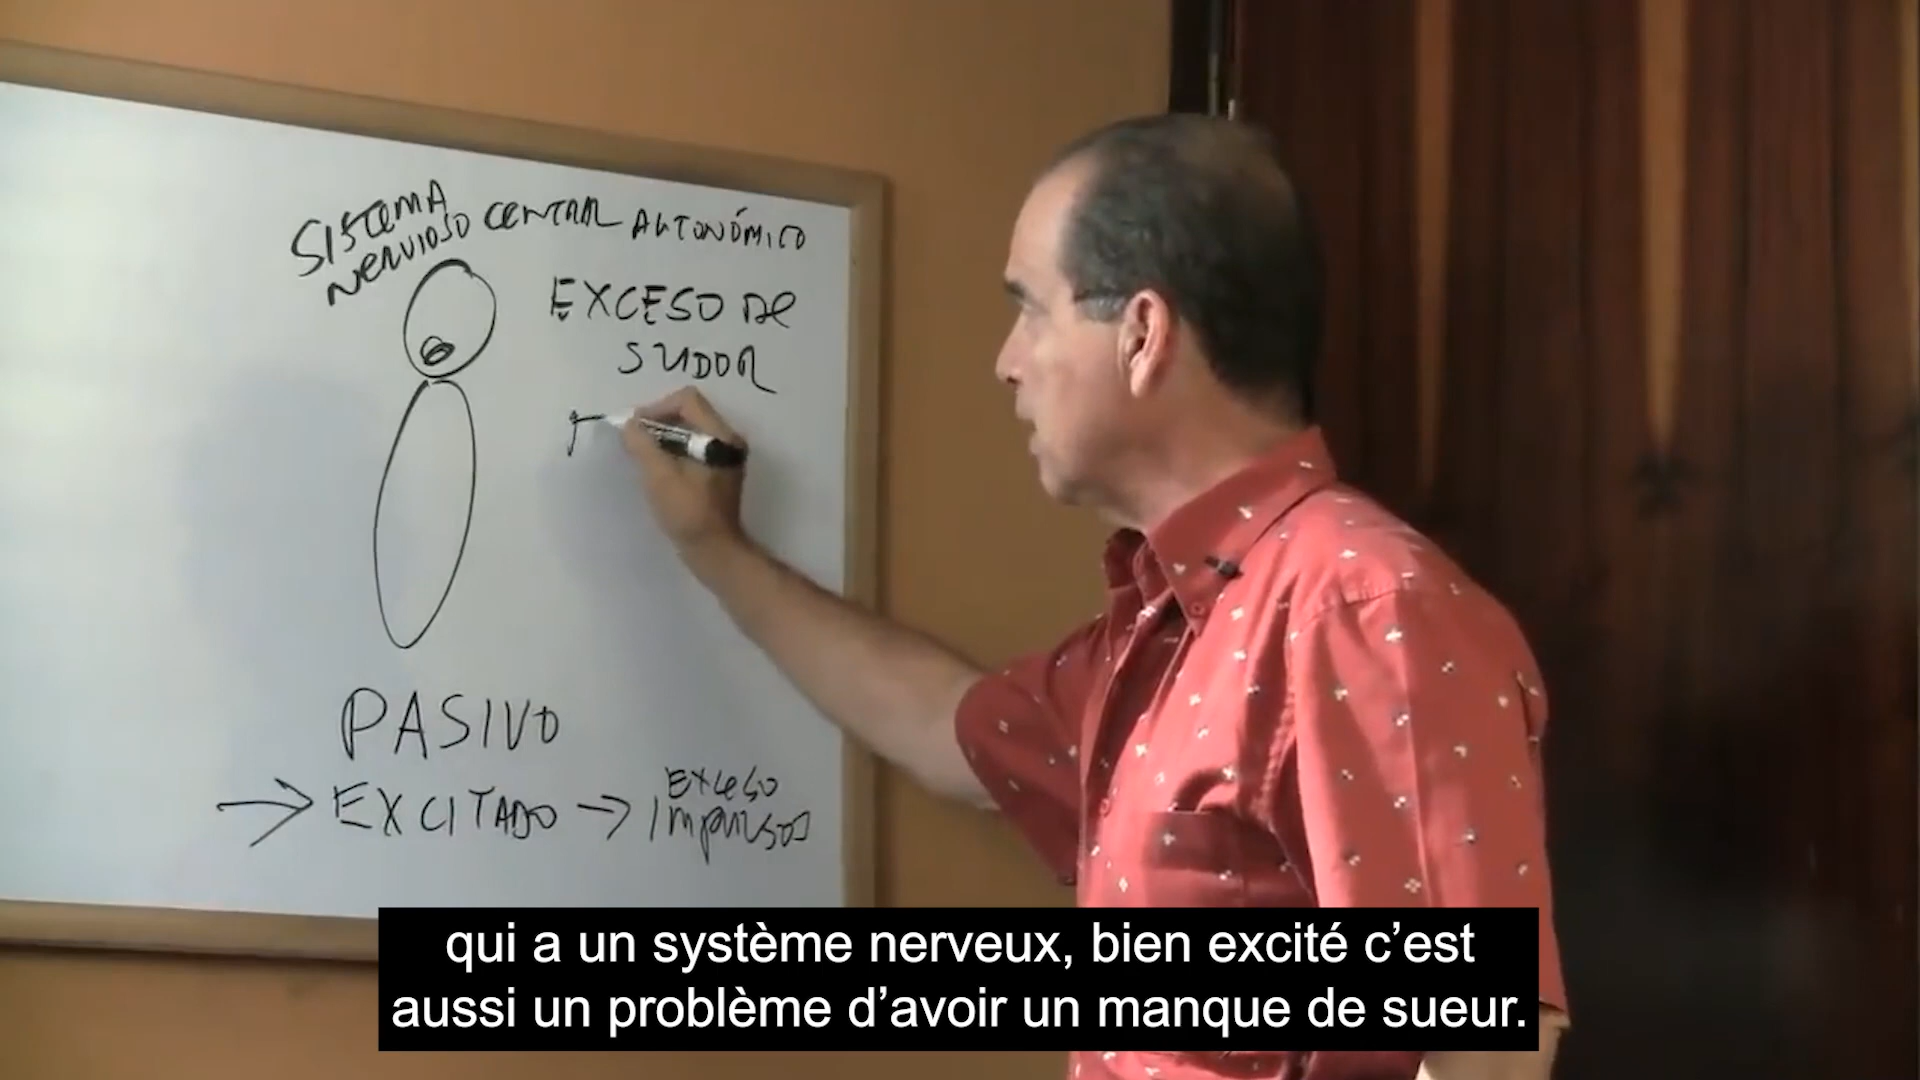 SISTEMA
NERVIOSO CENTRAL AUTONÓMICO
EXCESO DE
SUDOR
PASIVO
EXCESO
EXCITADO → IMPULSOS
qui a un système nerveux, bien excité c’est
aussi un problème d’avoir un manque de sueur.